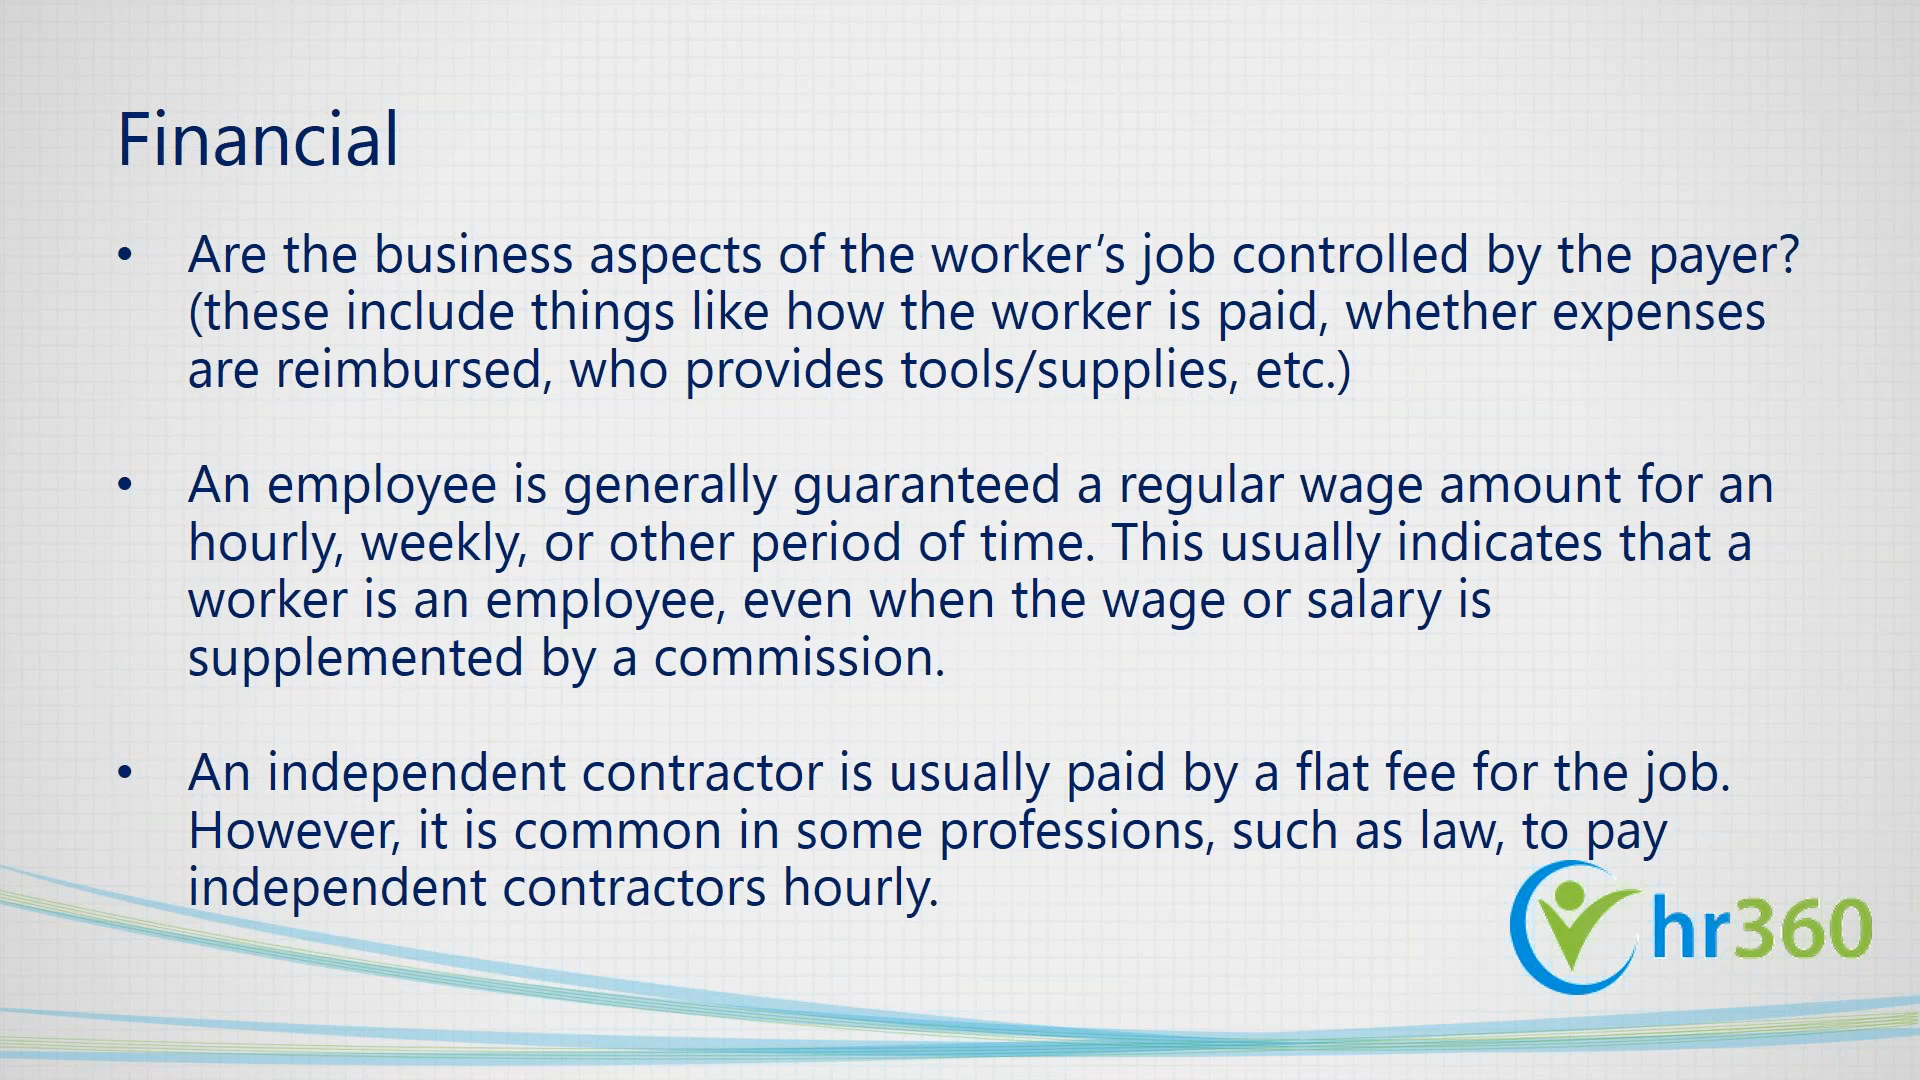 Financial
• Are the business aspects of the worker’s job controlled by the payer?
(these include things like how the worker is paid, whether expenses
are reimbursed, who provides tools/supplies, etc.)
• An employee is generally guaranteed a regular wage amount for an
hourly, weekly, or other period of time. This usually indicates that a
worker is an employee, even when the wage or salary is
supplemented by a commission.
• An independent contractor is usually paid by a flat fee for the job.
However, it is common in some professions, such as law, to pay
independent contractors hourly.
hr360